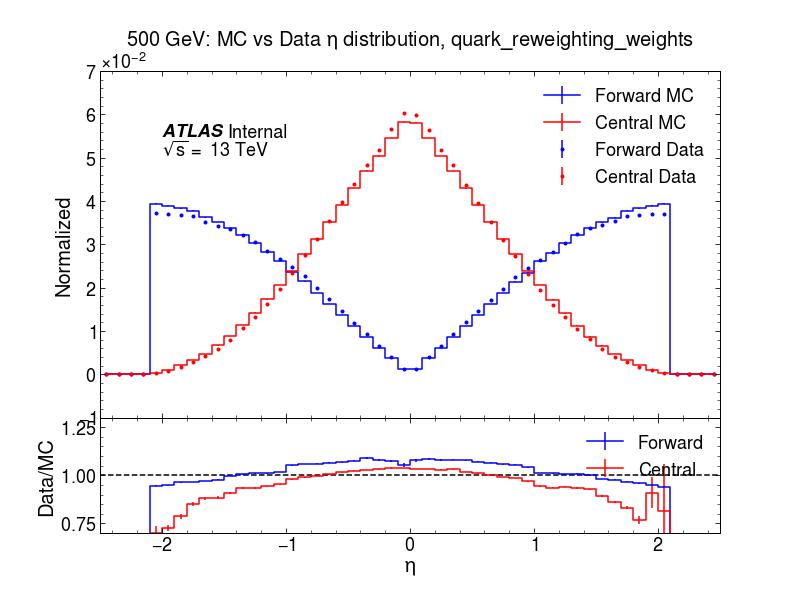 500 GeV: MC vs Data η distribution, quark_reweighting_weights
×10⁻²
7
6
5
4
3
2
1
0
−1
Normalized
ATLAS Internal
√s = 13 TeV
Forward MC
Central MC
Forward Data
Central Data
1.25
1.00
0.75
Data/MC
Forward
Central
−2 −1 0 1 2
η